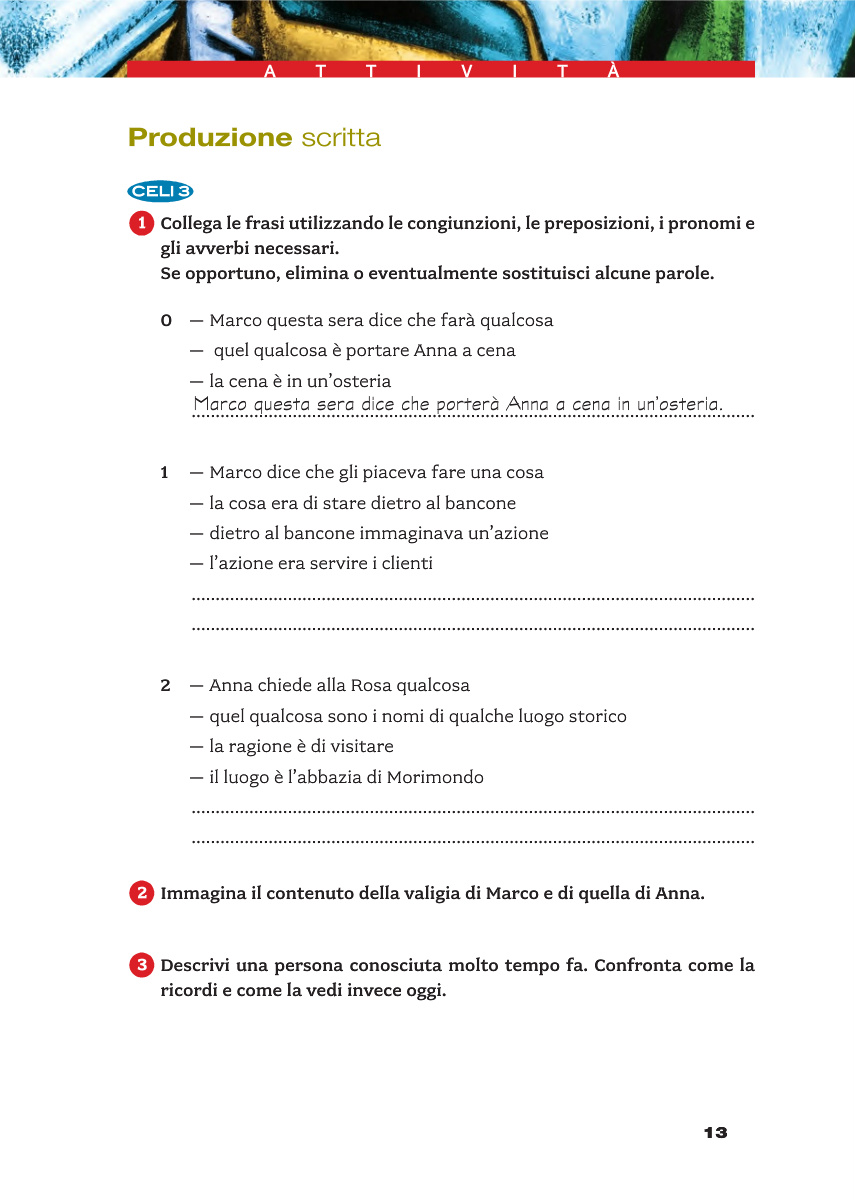 ATTIVITÀ
Produzione scritta
CELI 3
1 Collega le frasi utilizzando le congiunzioni, le preposizioni, i pronomi e
gli avverbi necessari.
Se opportuno, elimina o eventualmente sostituisci alcune parole.
0 — Marco questa sera dice che farà qualcosa
— quel qualcosa è portare Anna a cena
— la cena è in un’osteria
Marco questa sera dice che porterà Anna a cena in un’osteria.
1 — Marco dice che gli piaceva fare una cosa
— la cosa era di stare dietro al bancone
— dietro al bancone immaginava un’azione
— l’azione era servire i clienti
2 — Anna chiede alla Rosa qualcosa
— quel qualcosa sono i nomi di qualche luogo storico
— la ragione è di visitare
— il luogo è l’abbazia di Morimondo
2 Immagina il contenuto della valigia di Marco e di quella di Anna.
3 Descrivi una persona conosciuta molto tempo fa. Confronta come la
ricordi e come la vedi invece oggi.
13